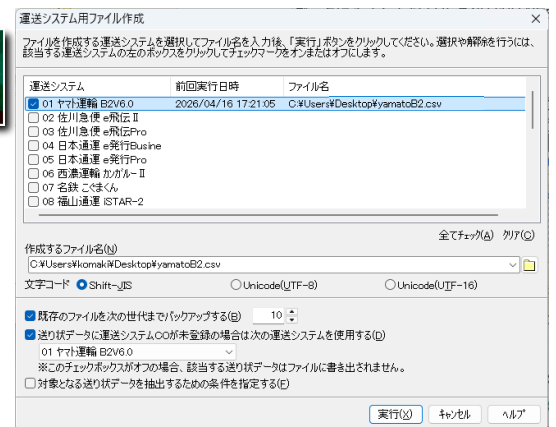 運送システム用ファイル作成
ファイルを作成する運送システムを選択してファイル名を入力後、「実行」ボタンをクリックしてください。選択や解除を行うには、
該当する運送システムの左のボックスをクリックしてチェックマークをオンまたはオフにします。
運送システム 前回実行日時 ファイル名
01 ヤマト運輸 B2V6.0 2026/04/16 17:21:05 C:¥Users¥Desktop¥yamatoB2.csv
02 佐川急便 e飛伝Ⅱ
03 佐川急便 e飛伝Pro
04 日本通運 e発行Busine
05 日本通運 e発行Pro
06 西濃運輸 カンガルーⅡ
07 名鉄 こぐまくん
08 福山通運 iSTAR-2
全てチェック(A) クリア(C)
作成するファイル名(N)
C:¥Users¥komaki¥Desktop¥yamatoB2.csv
文字コード Shift-JIS Unicode(UTF-8) Unicode(UTF-16)
既存のファイルを次の世代までバックアップする(B) 10
送り状データに運送システムCOが未登録の場合は次の運送システムを使用する(D)
01 ヤマト運輸 B2V6.0
※このチェックボックスがオフの場合、該当する送り状データはファイルに書き出されません。
対象となる送り状データを抽出するための条件を指定する(F)
実行(X) キャンセル ヘルプ